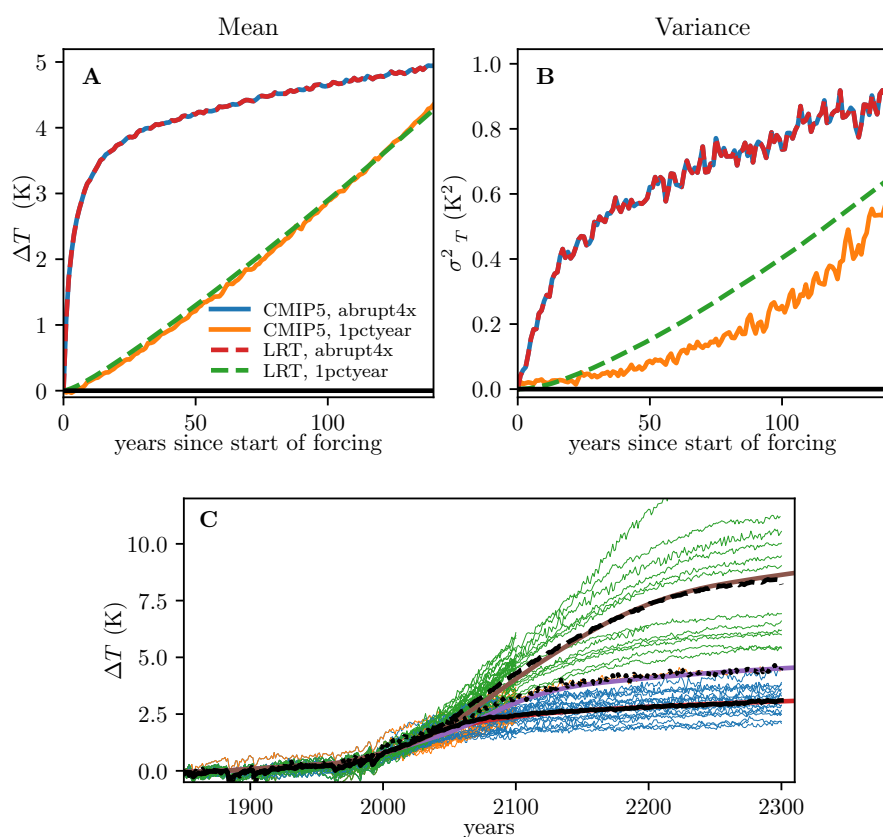 Mean
Variance
A
5
4
3
2
1
0
ΔT (K)
CMIP5, abrupt4x
CMIP5, 1pctyear
LRT, abrupt4x
LRT, 1pctyear
0 50 100
years since start of forcing
B
1.0
0.8
0.6
0.4
0.2
0.0
σ²_T (K²)
0 50 100
years since start of forcing
C
10.0
7.5
5.0
2.5
0.0
ΔT (K)
1900 2000 2100 2200 2300
years